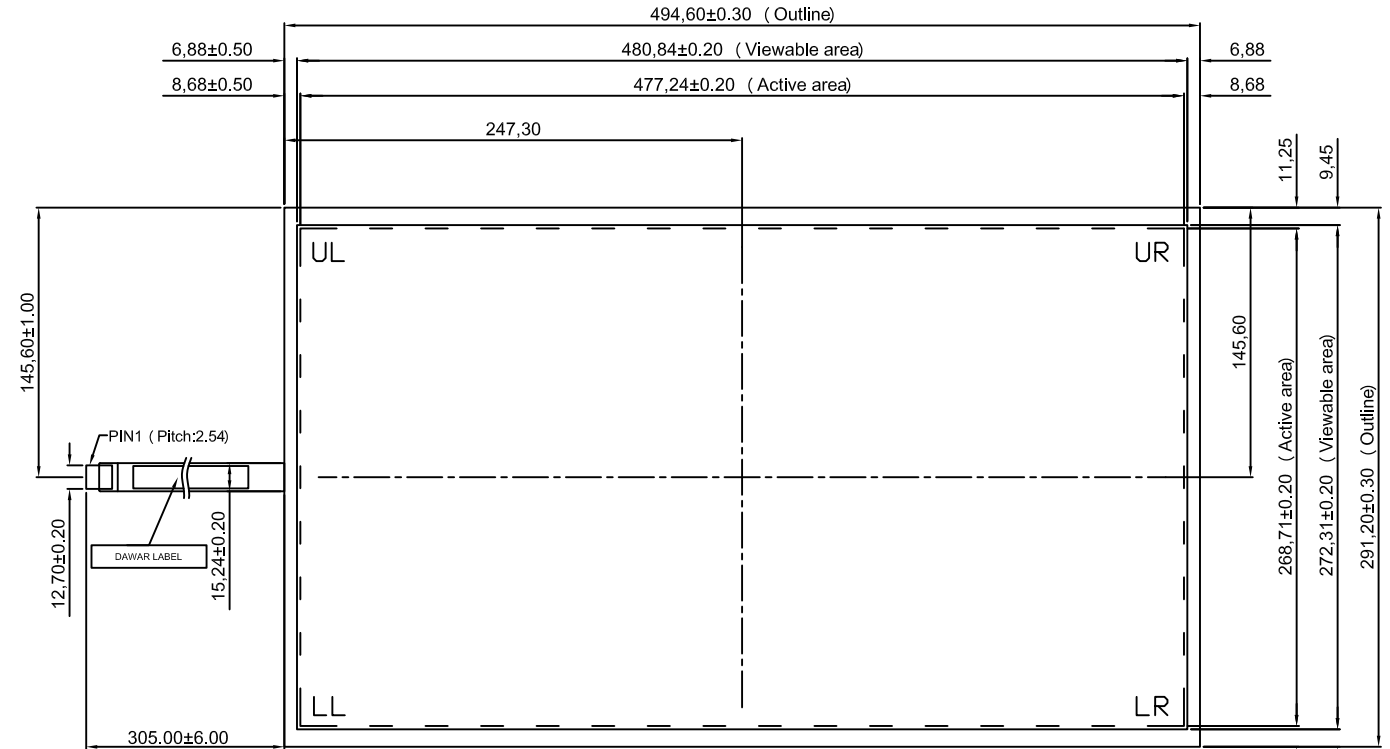 494,60±0.30 (Outline)
6,88±0.50
480,84±0.20 (Viewable area)
6,88
8,68±0.50
477,24±0.20 (Active area)
8,68
247,30
11,25
9,45
UL
UR
145,60±1.00
145,60
PIN1 (Pitch:2.54)
268,71±0.20 (Active area)
272,31±0.20 (Viewable area)
291,20±0.30 (Outline)
12,70±0.20
DAWAR LABEL
15,24±0.20
LL
LR
305.00±6.00